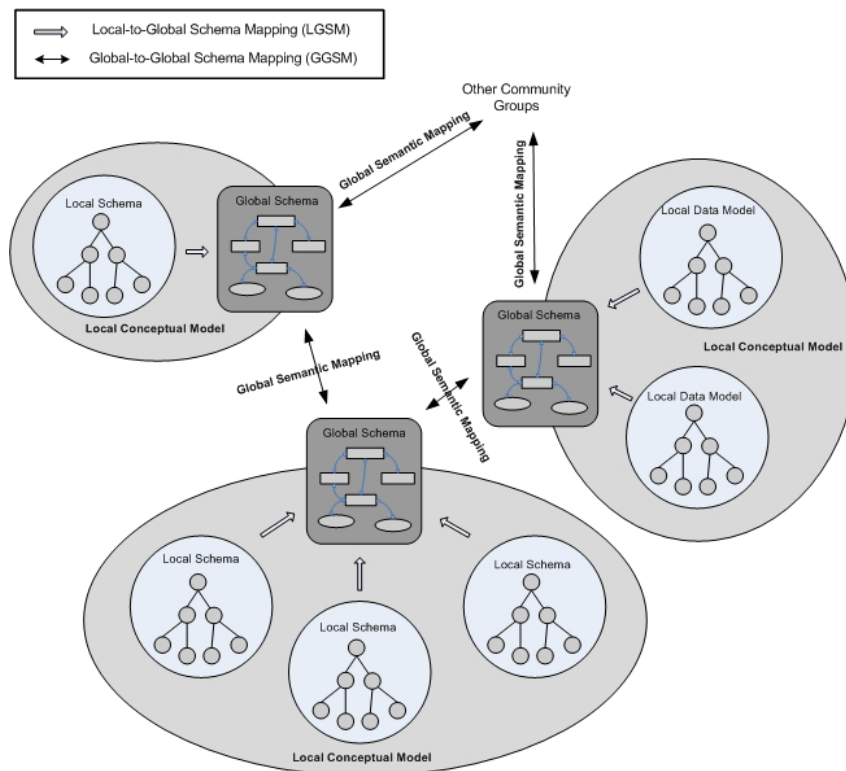 Local-to-Global Schema Mapping (LGSM)
Global-to-Global Schema Mapping (GGSM)
Other Community
Groups
Global Semantic Mapping
Global Semantic Mapping
Local Schema
Global Schema
Local Conceptual Model
Local Data Model
Global Schema
Local Conceptual Model
Local Data Model
Global Semantic Mapping
Global Semantic Mapping
Global Schema
Local Schema
Local Schema
Local Schema
Local Conceptual Model